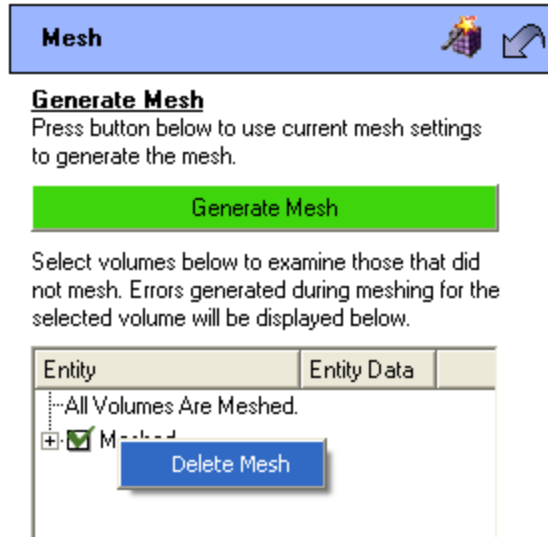 Mesh
Generate Mesh
Press button below to use current mesh settings
to generate the mesh.
Generate Mesh
Select volumes below to examine those that did
not mesh. Errors generated during meshing for the
selected volume will be displayed below.
Entity Entity Data
All Volumes Are Meshed.
Meshed
Delete Mesh